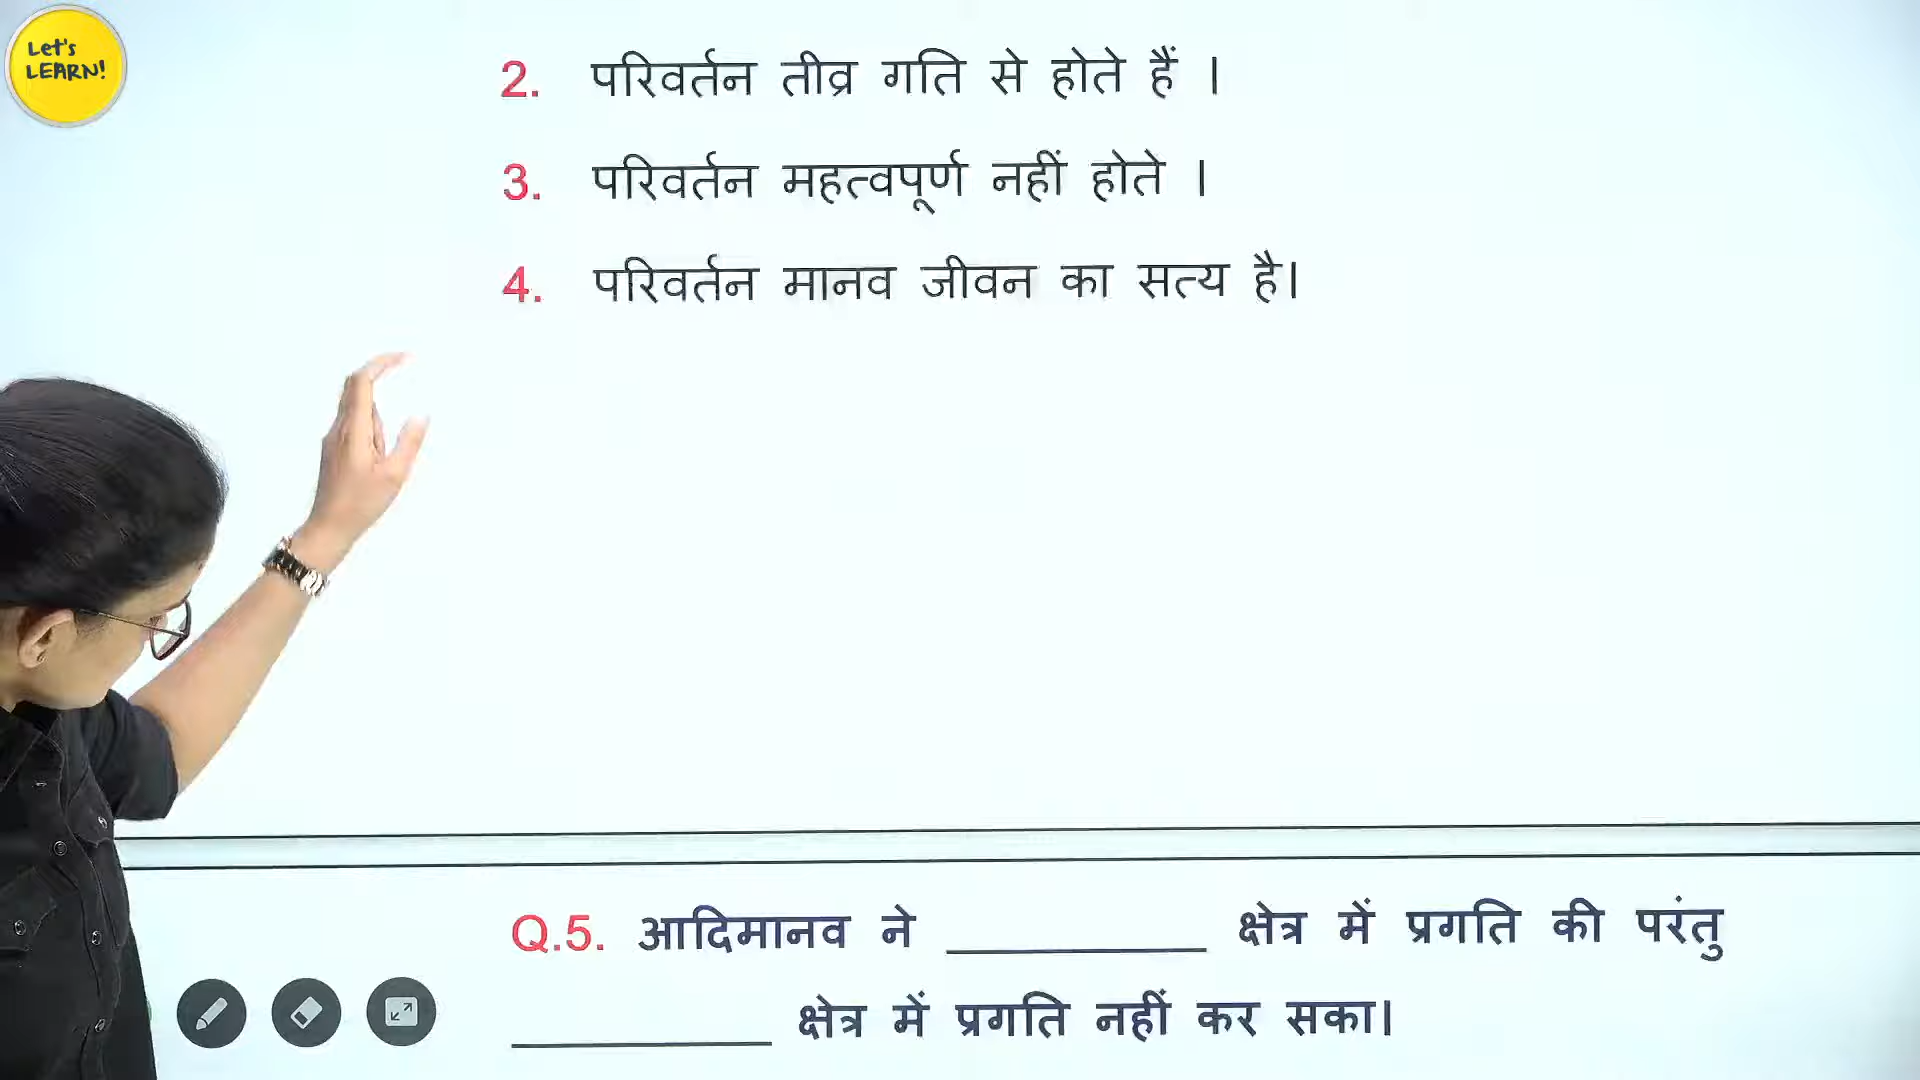 Let's
LEARN!
2. परिवर्तन तीव्र गति से होते हैं ।
3. परिवर्तन महत्वपूर्ण नहीं होते ।
4. परिवर्तन मानव जीवन का सत्य है।
Q.5. आदिमानव ने __________ क्षेत्र में प्रगति की परंतु
__________ क्षेत्र में प्रगति नहीं कर सका।